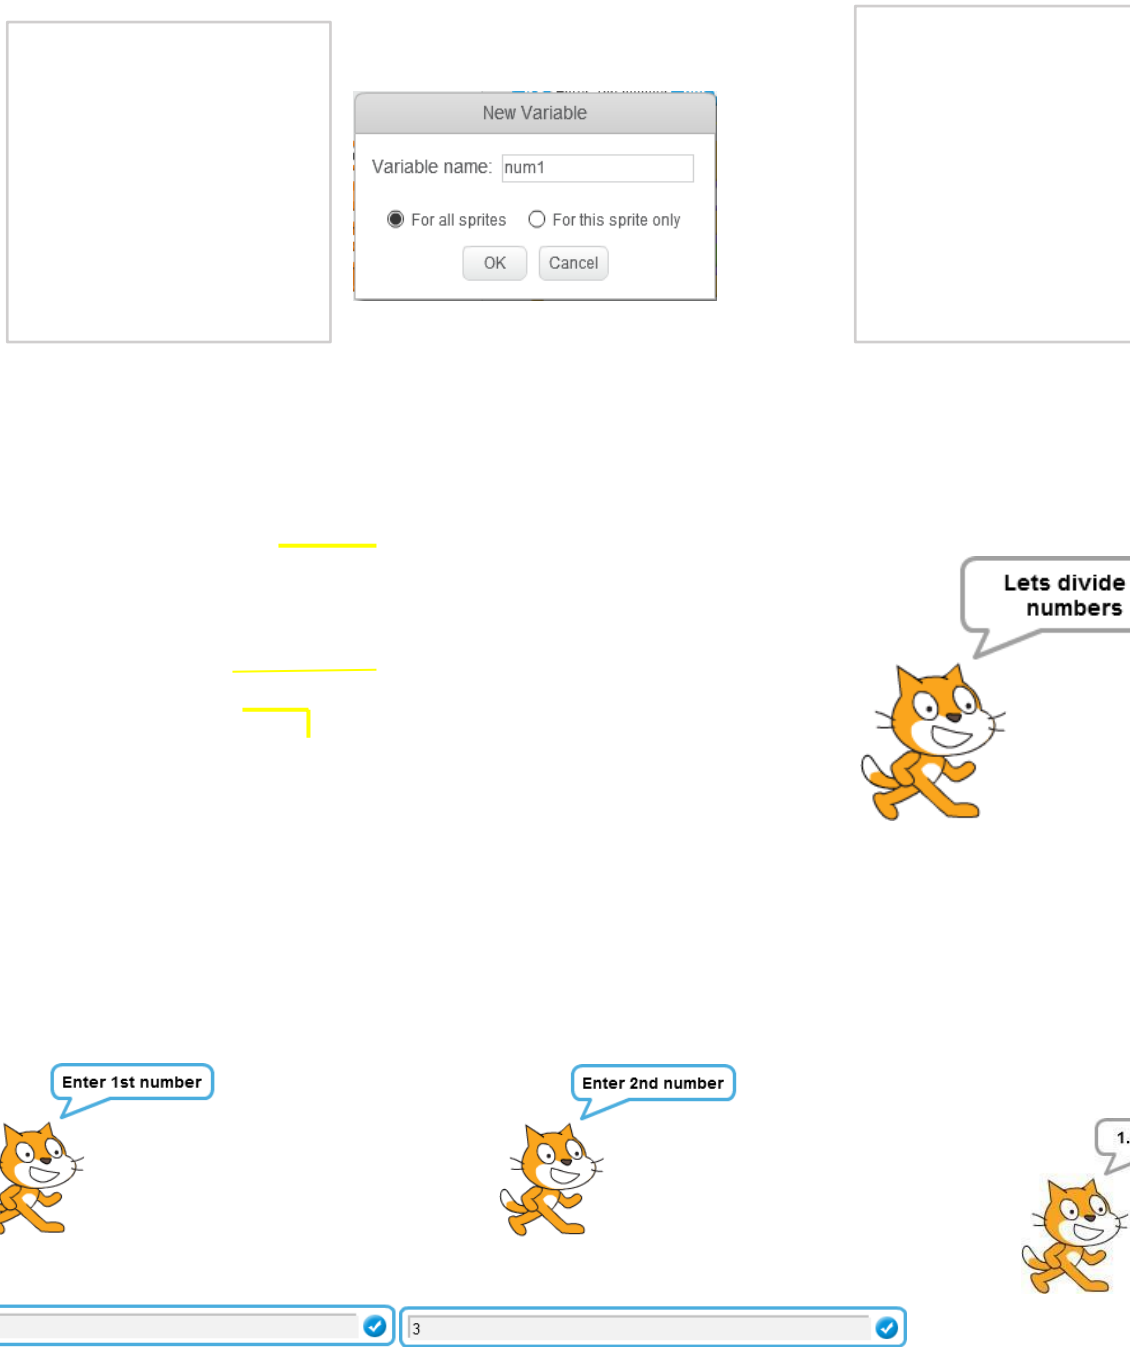 New Variable
Variable name: num1
For all sprites For this sprite only
OK Cancel
Lets divide
numbers
Enter 1st number
Enter 2nd number
1.
3